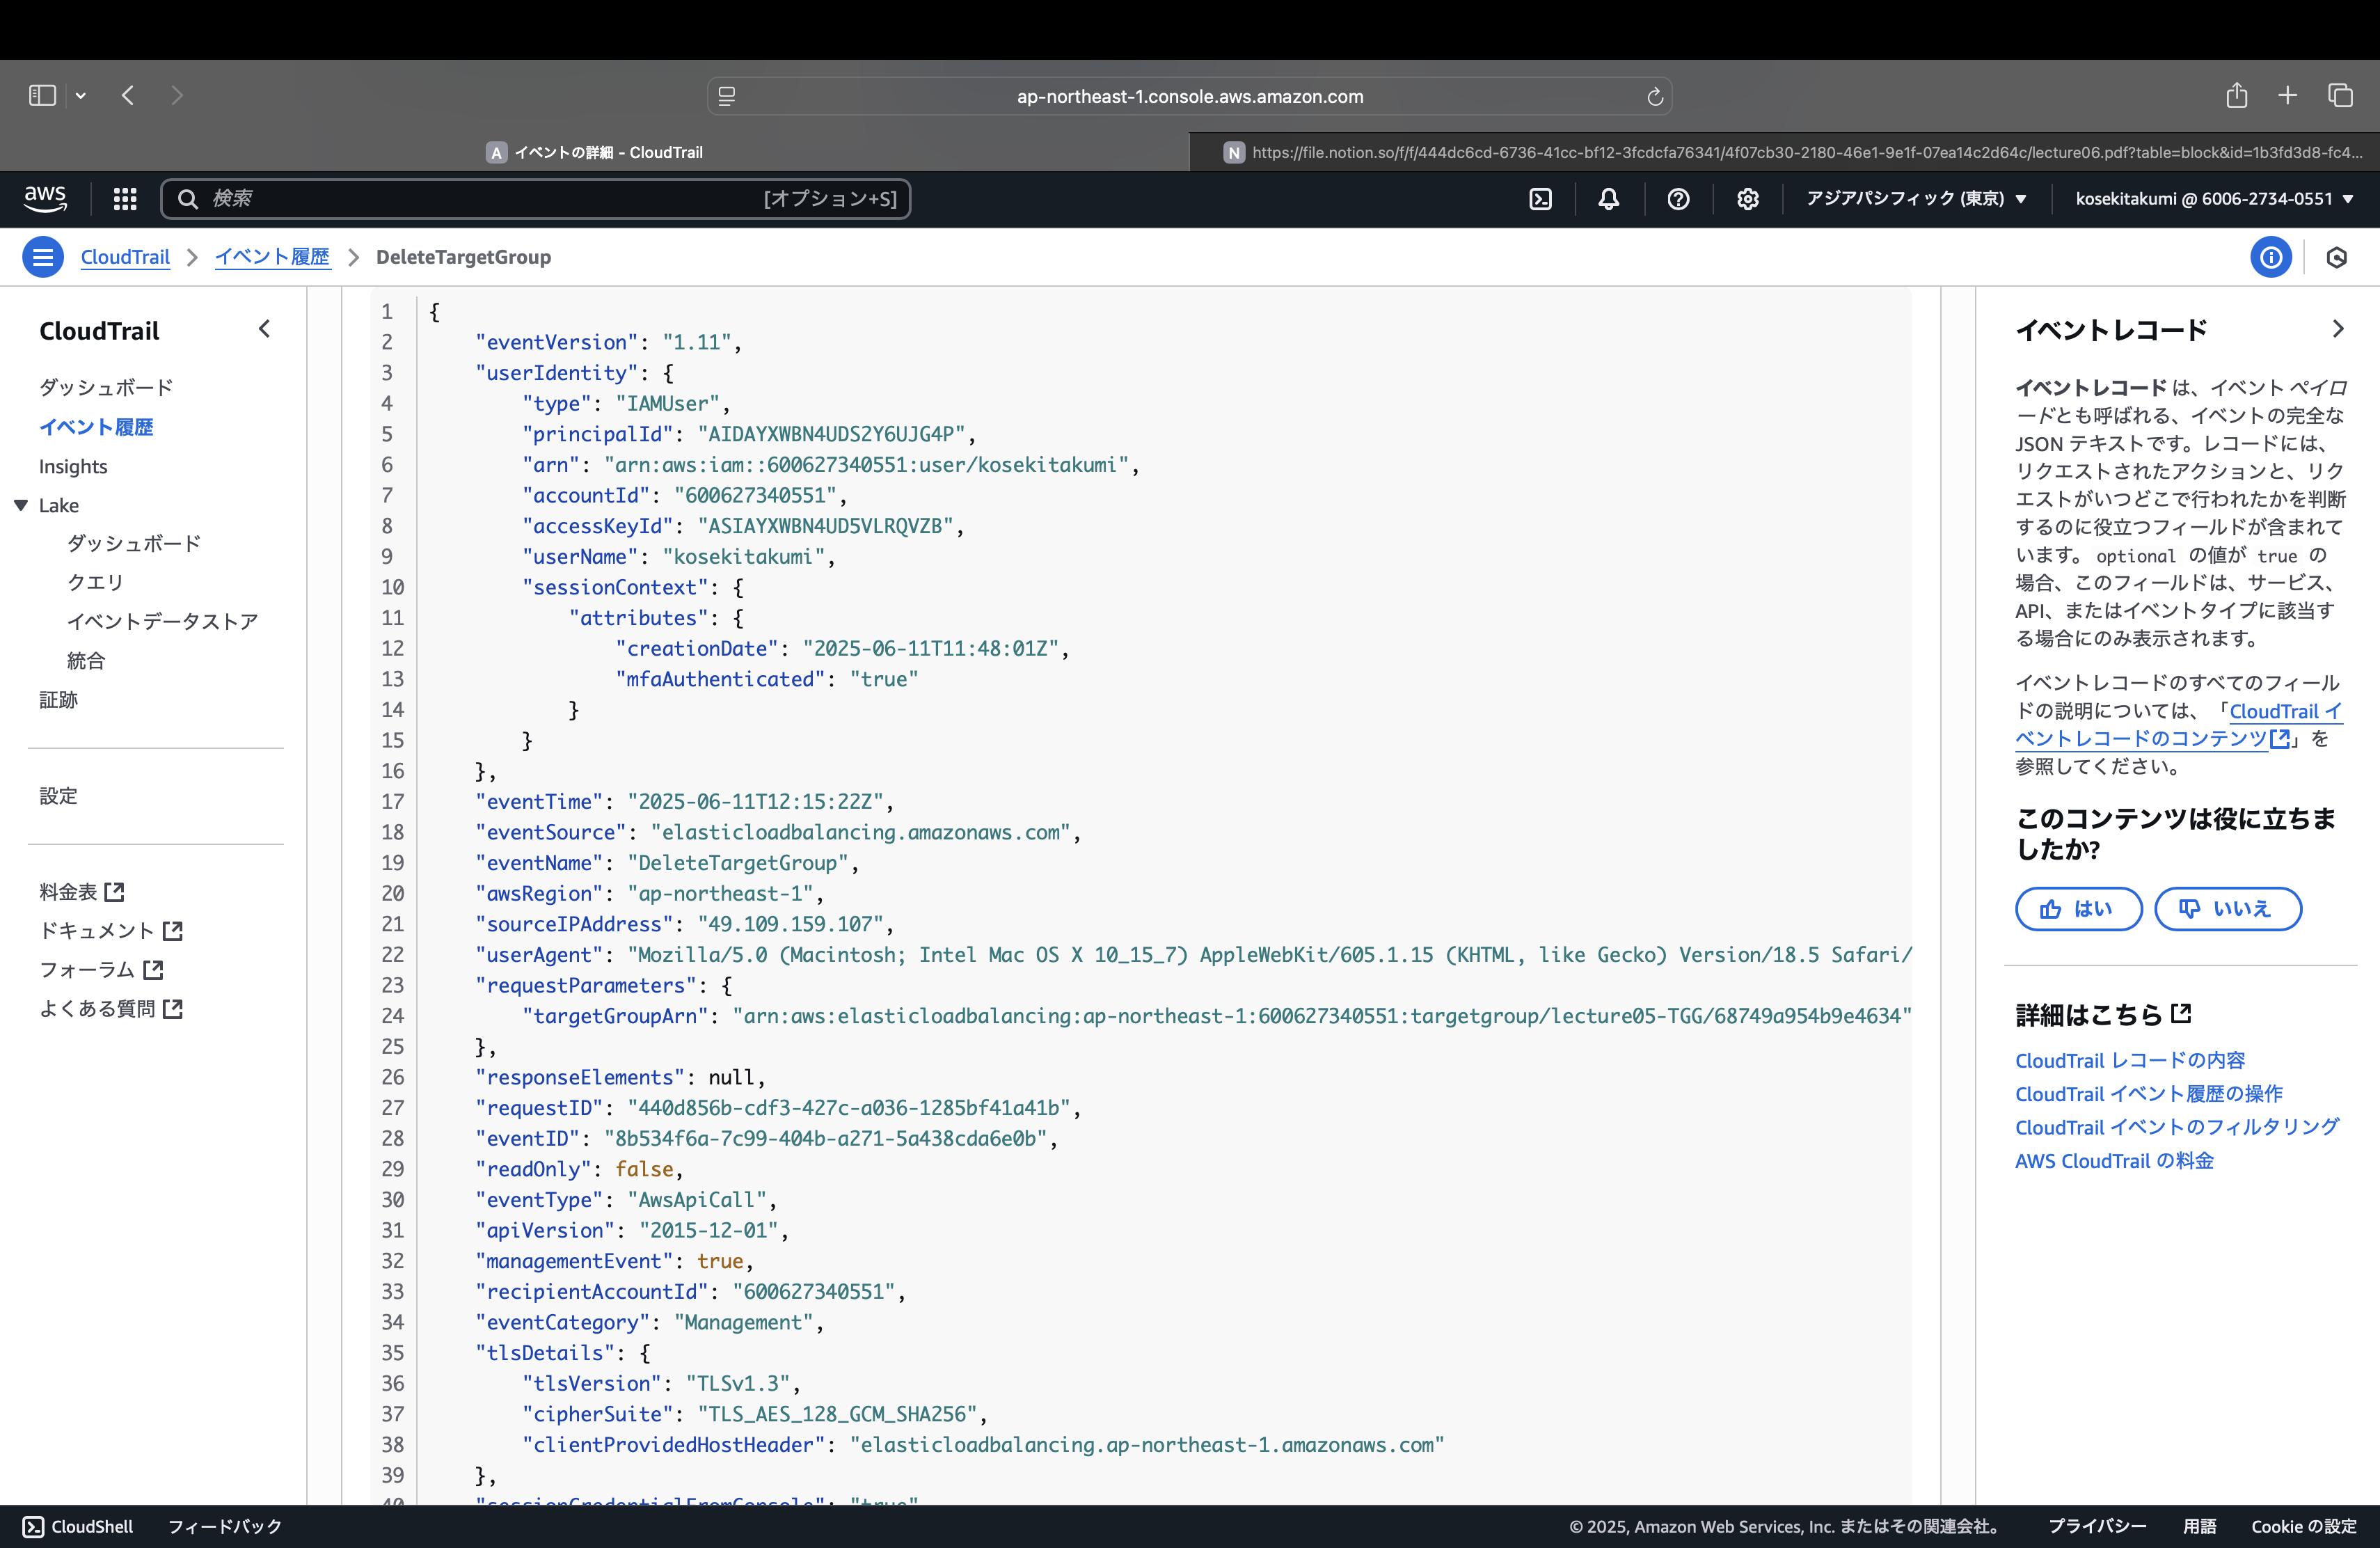 ap-northeast-1.console.aws.amazon.com
A イベントの詳細 – CloudTrail
N https://file.notion.so/f/f/444dc6cd-6736-41cc-bf12-3fcdcfa76341/4f07cb30-2180-46e1-9e1f-07ea14c2d64c/lecture06.pdf?table=block&id=1b3fd3d8-fc4...
aws
検索 [オプション+S]
アジアパシフィック (東京) ▼
kosekitakumi @ 6006-2734-0551 ▼
CloudTrail > イベント履歴 > DeleteTargetGroup
CloudTrail
ダッシュボード
イベント履歴
Insights
▼ Lake
ダッシュボード
クエリ
イベントデータストア
統合
証跡
設定
料金表
ドキュメント
フォーラム
よくある質問
1 {
2 "eventVersion": "1.11",
3 "userIdentity": {
4 "type": "IAMUser",
5 "principalId": "AIDAYXWBN4UDS2Y6UJG4P",
6 "arn": "arn:aws:iam::600627340551:user/kosekitakumi",
7 "accountId": "600627340551",
8 "accessKeyId": "ASIAYXWBN4UD5VLRQVZB",
9 "userName": "kosekitakumi",
10 "sessionContext": {
11 "attributes": {
12 "creationDate": "2025-06-11T11:48:01Z",
13 "mfaAuthenticated": "true"
14 }
15 }
16 },
17 "eventTime": "2025-06-11T12:15:22Z",
18 "eventSource": "elasticloadbalancing.amazonaws.com",
19 "eventName": "DeleteTargetGroup",
20 "awsRegion": "ap-northeast-1",
21 "sourceIPAddress": "49.109.159.107",
22 "userAgent": "Mozilla/5.0 (Macintosh; Intel Mac OS X 10_15_7) AppleWebKit/605.1.15 (KHTML, like Gecko) Version/18.5 Safari/
23 "requestParameters": {
24 "targetGroupArn": "arn:aws:elasticloadbalancing:ap-northeast-1:600627340551:targetgroup/lecture05-TGG/68749a954b9e4634"
25 },
26 "responseElements": null,
27 "requestID": "440d856b-cdf3-427c-a036-1285bf41a41b",
28 "eventID": "8b534f6a-7c99-404b-a271-5a438cda6e0b",
29 "readOnly": false,
30 "eventType": "AwsApiCall",
31 "apiVersion": "2015-12-01",
32 "managementEvent": true,
33 "recipientAccountId": "600627340551",
34 "eventCategory": "Management",
35 "tlsDetails": {
36 "tlsVersion": "TLSv1.3",
37 "cipherSuite": "TLS_AES_128_GCM_SHA256",
38 "clientProvidedHostHeader": "elasticloadbalancing.ap-northeast-1.amazonaws.com"
39 },
40 "sessionCredentialFromConsole": "true"
イベントレコード
イベントレコード は、イベント ペイロ
ードとも呼ばれる、イベントの完全な
JSON テキストです。レコードには、
リクエストされたアクションと、リク
エストがいつどこで行われたかを判断
するのに役立つフィールドが含まれて
います。optional の値が true の
場合、このフィールドは、サービス、
API、またはイベントタイプに該当す
る場合にのみ表示されます。
イベントレコードのすべてのフィール
ドの説明については、「CloudTrail イ
ベントレコードのコンテンツ」を
参照してください。
このコンテンツは役に立ちま
したか?
はい
いいえ
詳細はこちら
CloudTrail レコードの内容
CloudTrail イベント履歴の操作
CloudTrail イベントのフィルタリング
AWS CloudTrail の料金
CloudShell フィードバック
© 2025, Amazon Web Services, Inc. またはその関連会社。 プライバシー 用語 Cookie の設定